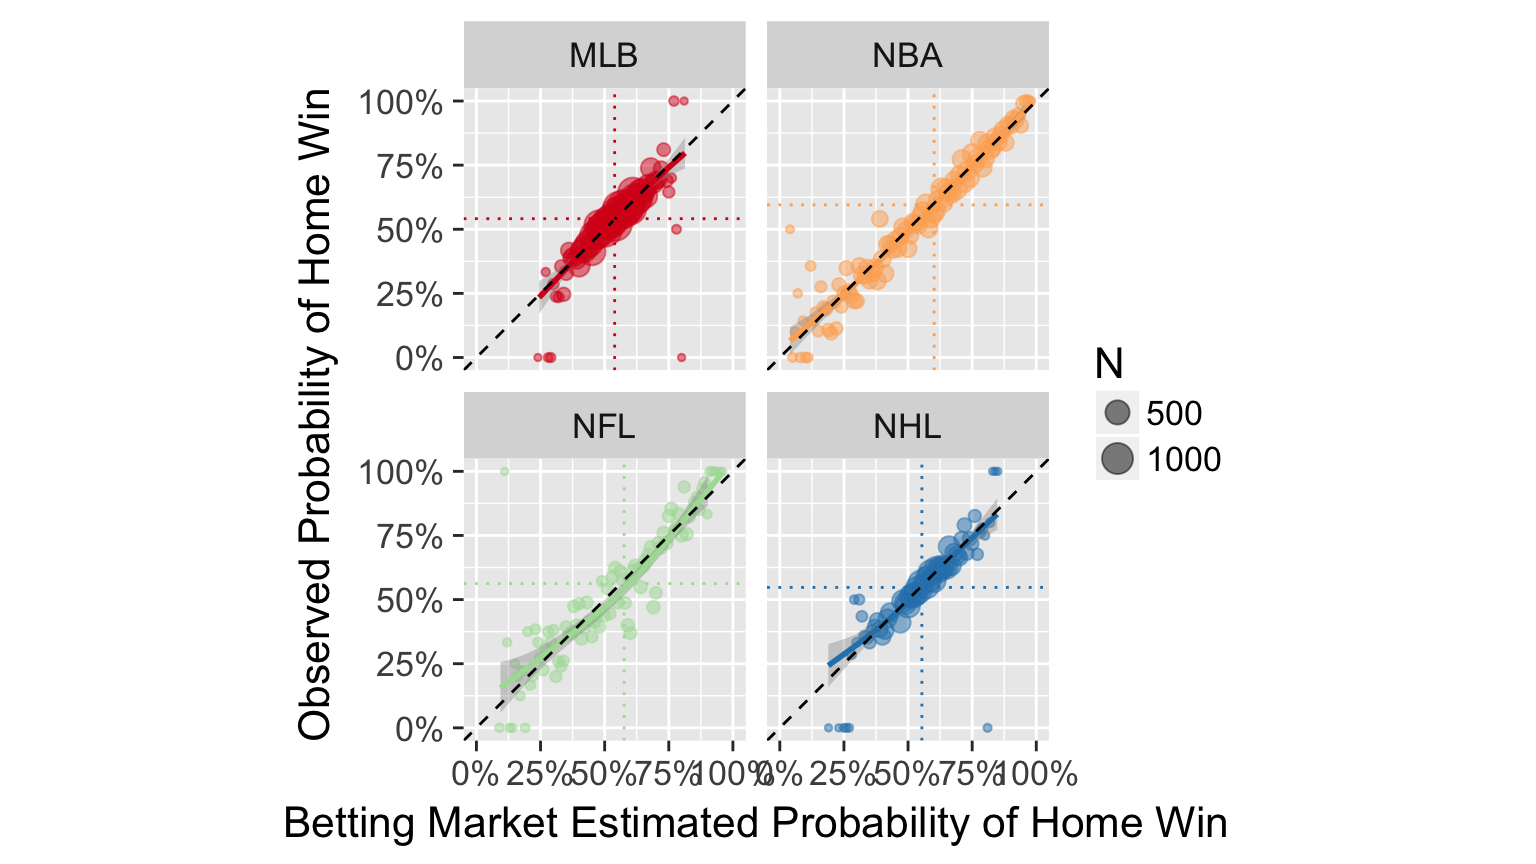 MLB NBA
100%
75%
50%
25%
0%
NFL NHL
100%
75%
50%
25%
0%
0% 25% 50% 75% 100% 0% 25% 50% 75% 100%
Betting Market Estimated Probability of Home Win
Observed Probability of Home Win
N
500
1000